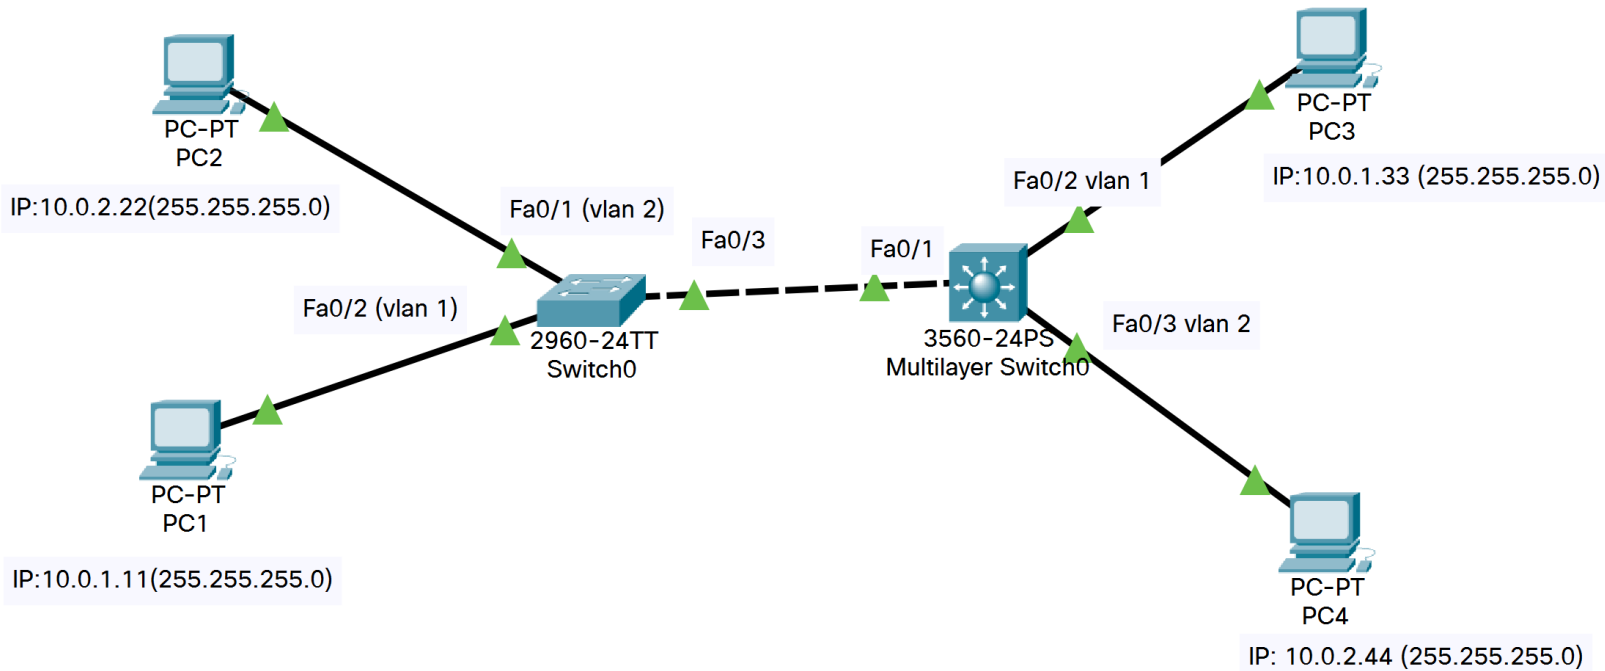 PC-PT
PC2
IP:10.0.2.22(255.255.255.0)
Fa0/1 (vlan 2)
Fa0/2 (vlan 1)
PC-PT
PC1
IP:10.0.1.11(255.255.255.0)
2960-24TT
Switch0
Fa0/3
Fa0/1
3560-24PS
Multilayer Switch0
Fa0/2 vlan 1
PC-PT
PC3
IP:10.0.1.33 (255.255.255.0)
Fa0/3 vlan 2
PC-PT
PC4
IP: 10.0.2.44 (255.255.255.0)